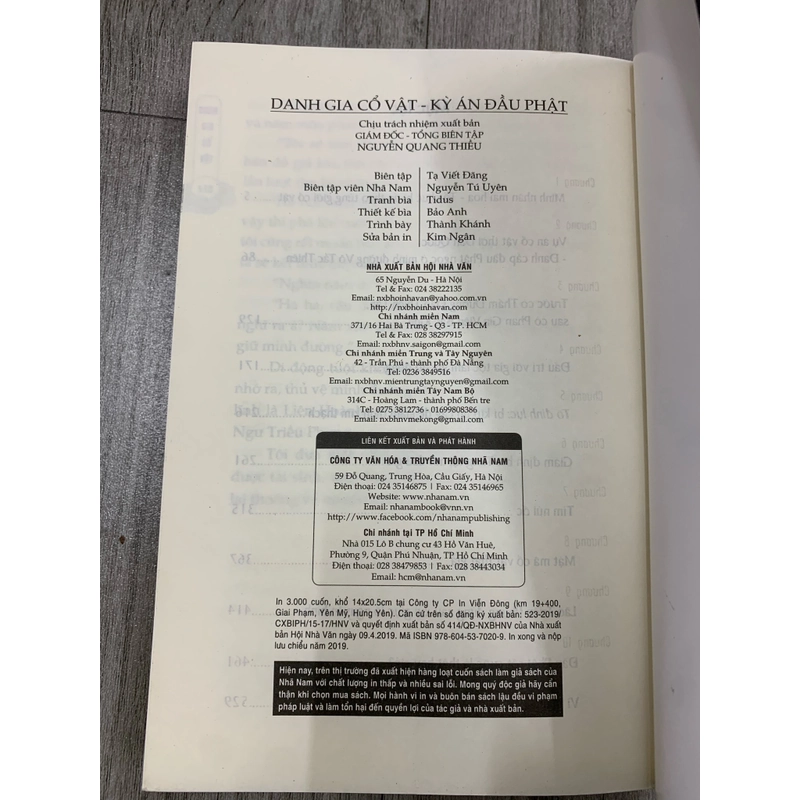 DANH GIA CỔ VẬT - KỲ ÁN ĐẦU PHẬT
Chịu trách nhiệm xuất bản
GIÁM ĐỐC - TỔNG BIÊN TẬP
NGUYỄN QUANG THIỀU
Biên tập Tạ Viết Đãng
Biên tập viên Nhã Nam Nguyễn Tú Uyên
Tranh bìa Tidus
Thiết kế bìa Bảo Anh
Trình bày Thành Khánh
Sửa bản in Kim Ngân
NHÀ XUẤT BẢN HỘI NHÀ VĂN
65 Nguyễn Du - Hà Nội
Tel & Fax: 024 38222135
Email: nxbhoinhavan@yahoo.com.vn
http://nxbhoinhavan.com
Chi nhánh miền Nam
371/16 Hai Bà Trưng - Q3 - TP. HCM
Tel & Fax: 028 38297915
Email: nxbhnv.saigon@gmail.com
Chi nhánh miền Trung và Tây Nguyên
42 - Trần Phú - thành phố Đà Nẵng
Tel: 0236 3849516
Email: nxbhnv.mientrungtaynguyen@gmail.com
Chi nhánh miền Tây Nam Bộ
314C - Hoàng Lam - thành phố Bến tre
Tel: 0275 3812736 - 01699808386
Email: nxbhnvmekong@gmail.com
LIÊN KẾT XUẤT BẢN VÀ PHÁT HÀNH
CÔNG TY VĂN HÓA & TRUYỀN THÔNG NHÃ NAM
59 Đỗ Quang, Trung Hòa, Cầu Giấy, Hà Nội
Điện thoại: 024 35146875 | Fax: 024 35146965
Website: www.nhanam.vn
Email: nhanambook@vnn.vn
http://www.facebook.com/nhanampublishing
Chi nhánh tại TP Hồ Chí Minh
Nhà 015 Lô B chung cư 43 Hồ Văn Huê,
Phường 9, Quận Phú Nhuận, TP Hồ Chí Minh
Điện thoại: 028 38479853 | Fax: 028 38443034
Email: hcm@nhanam.vn
In 3.000 cuốn, khổ 14x20.5cm tại Công ty CP In Viễn Đông (km 19+400,
Giai Phạm, Yên Mỹ, Hưng Yên). Căn cứ trên số đăng ký xuất bản: 523-2019/
CXBIPH/15-17/HNV và quyết định xuất bản số 414/QĐ-NXBHNV của Nhà xuất
bản Hội Nhà Văn ngày 09.4.2019. Mã ISBN 978-604-53-7020-9. In xong và nộp
lưu chiểu năm 2019.
Hiện nay, trên thị trường đã xuất hiện hàng loạt cuốn sách làm giả sách của
Nhã Nam với chất lượng in thấp và nhiều sai lỗi. Mong quý độc giả hãy cẩn
thận khi chọn mua sách. Mọi hành vi in và buôn bán sách lậu đều vi phạm
pháp luật và làm tổn hại đến quyền lợi của tác giả và nhà xuất bản.